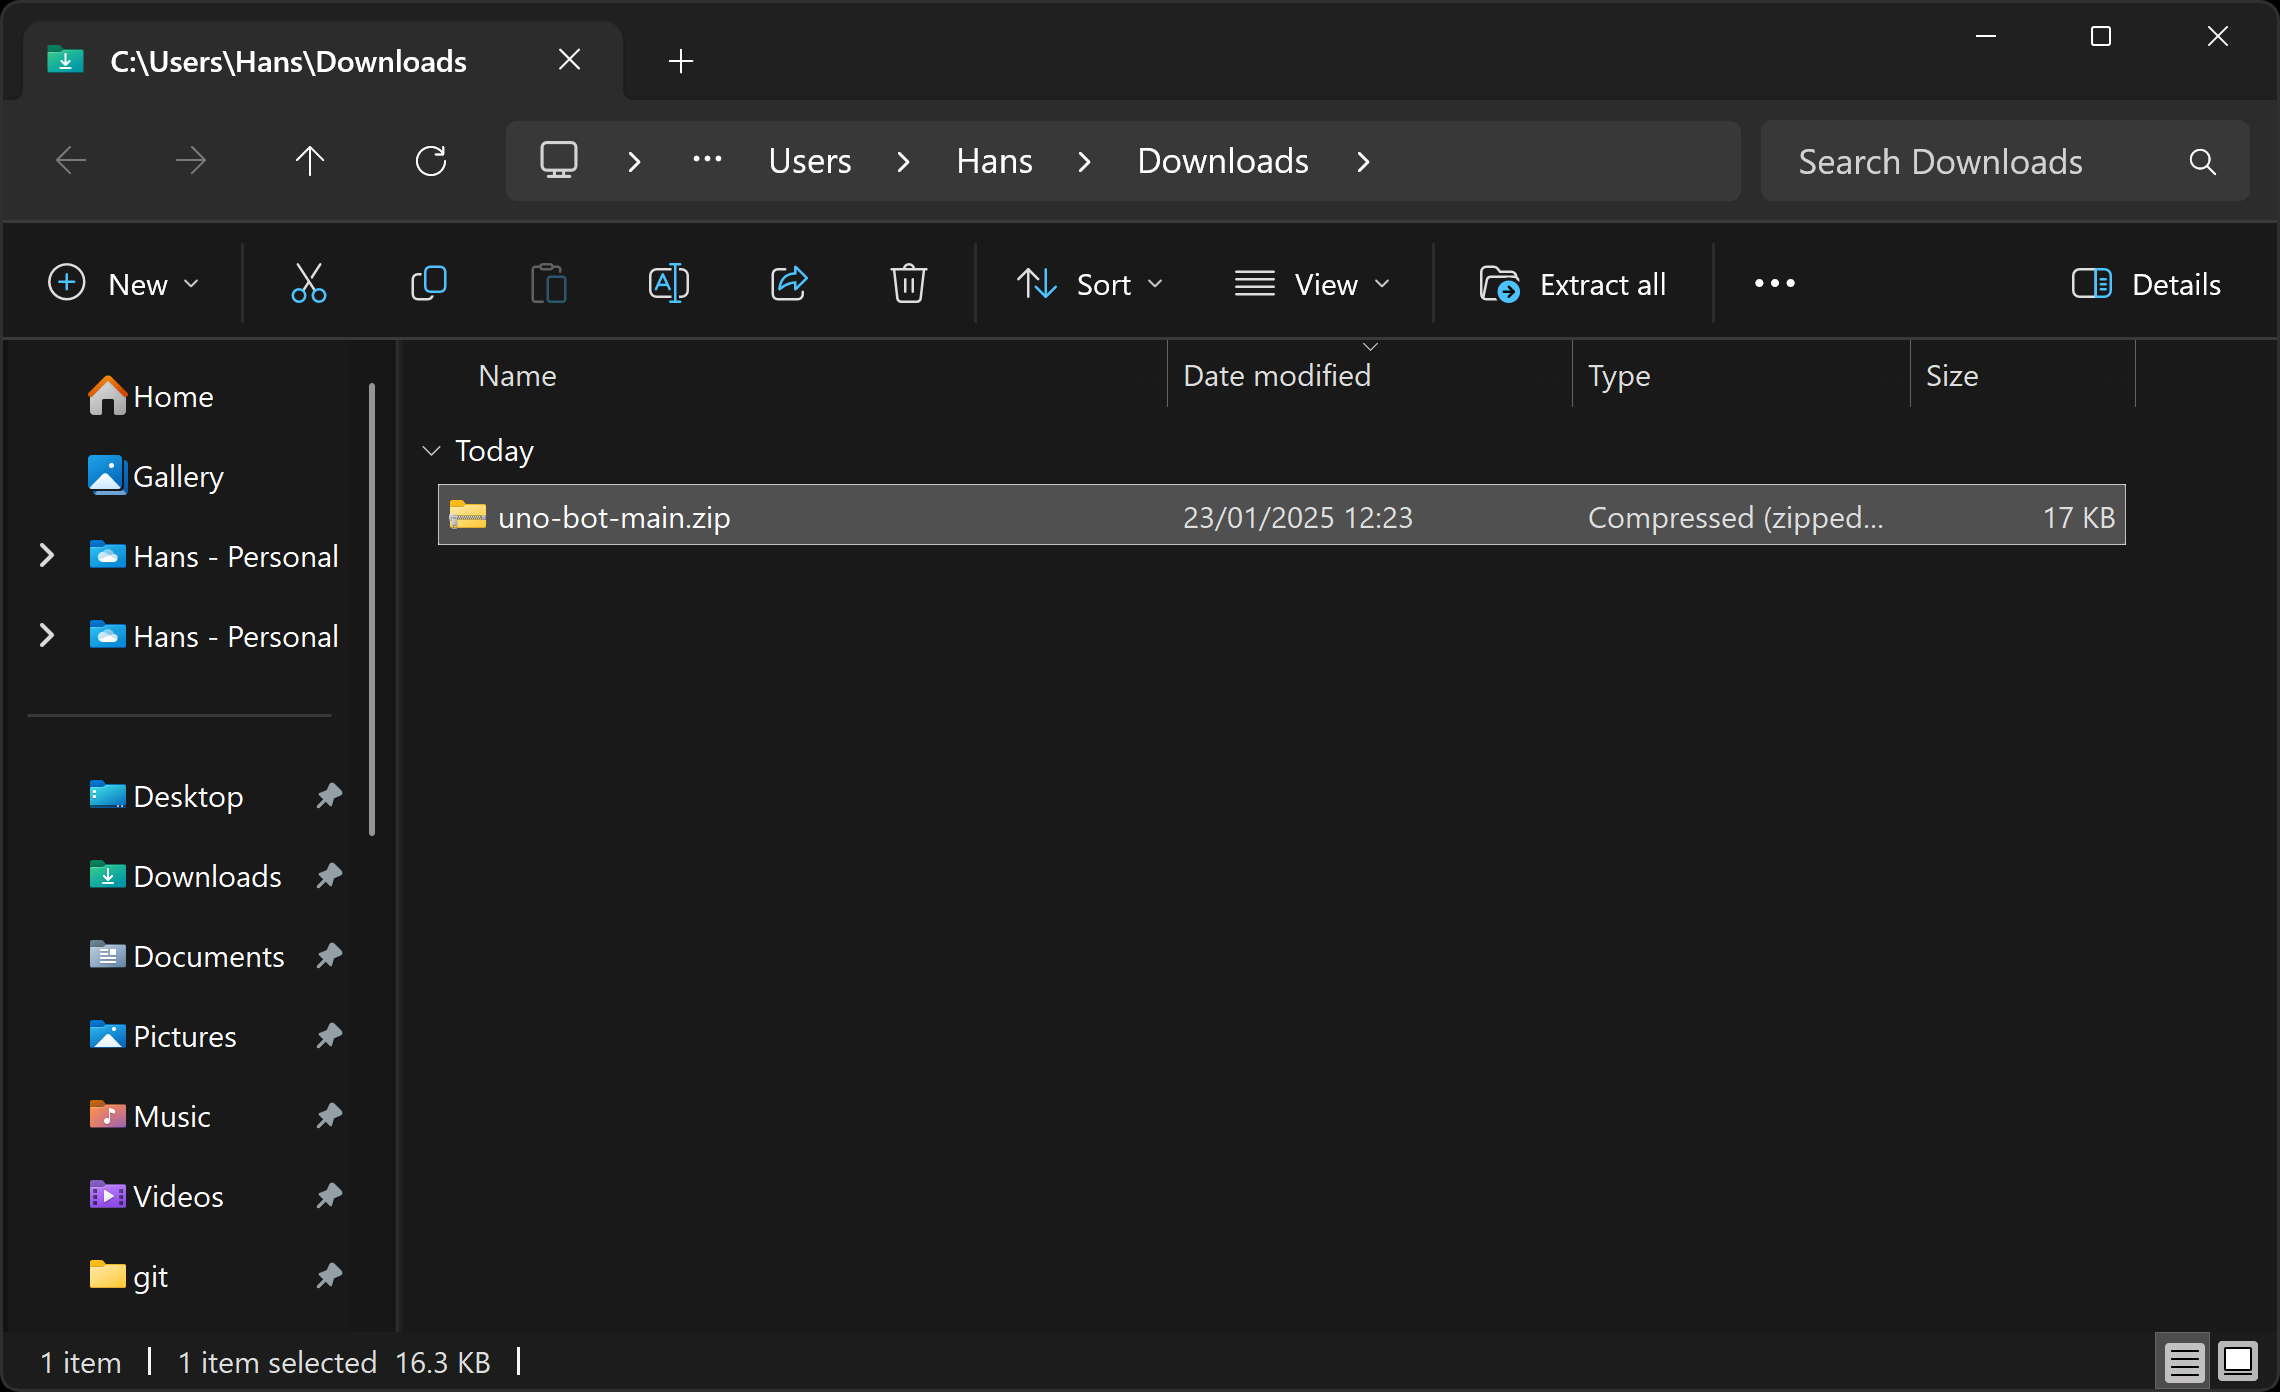 C:\Users\Hans\Downloads
Users Hans Downloads Search Downloads
New Sort View Extract all Details
Name Date modified Type Size
Home
Gallery
Hans - Personal
Hans - Personal
Desktop
Downloads
Documents
Pictures
Music
Videos
git
Today
uno-bot-main.zip 23/01/2025 12:23 Compressed (zipped... 17 KB
1 item 1 item selected 16.3 KB